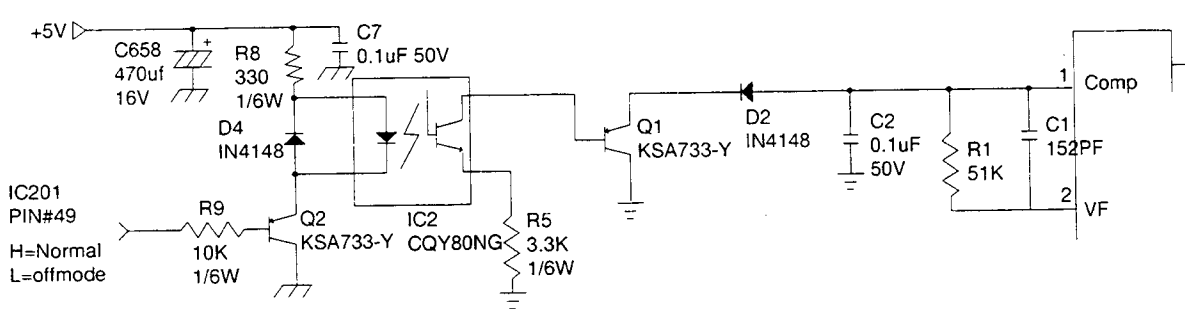 +5V
C658
470uf
16V
+
R8
330
1/6W
C7
0.1uF 50V
D4
IN4148
IC201
PIN#49
H=Normal
L=offmode
R9
10K
1/6W
Q2
KSA733-Y
IC2
CQY80NG
R5
3.3K
1/6W
Q1
KSA733-Y
D2
IN4148
C2
0.1uF
50V
R1
51K
C1
152PF
1
Comp
2
VF